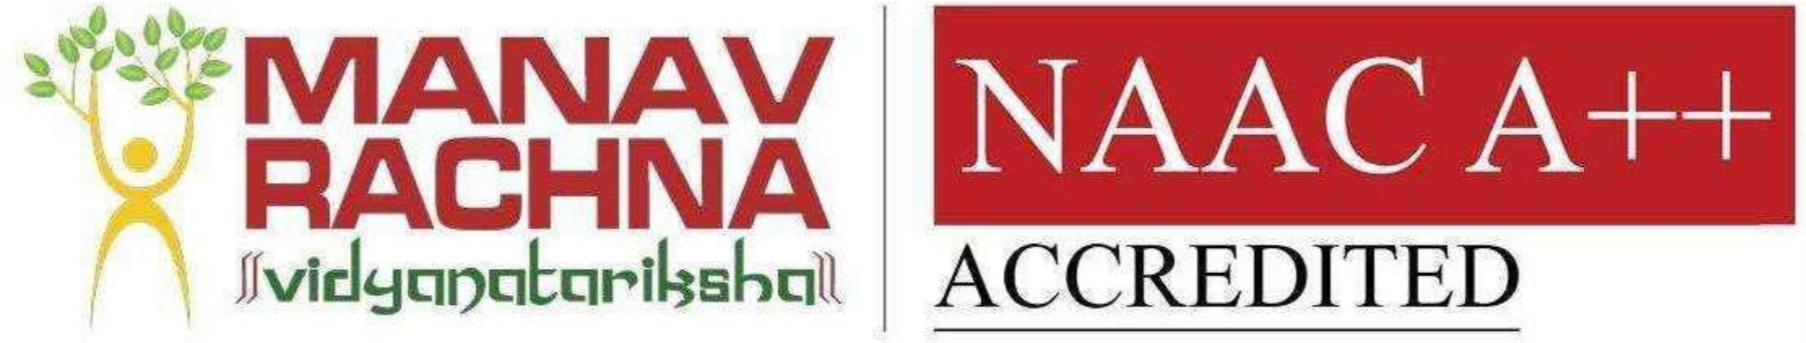 MANAV
RACHNA
vidyanatariksha
NAAC A++
ACCREDITED